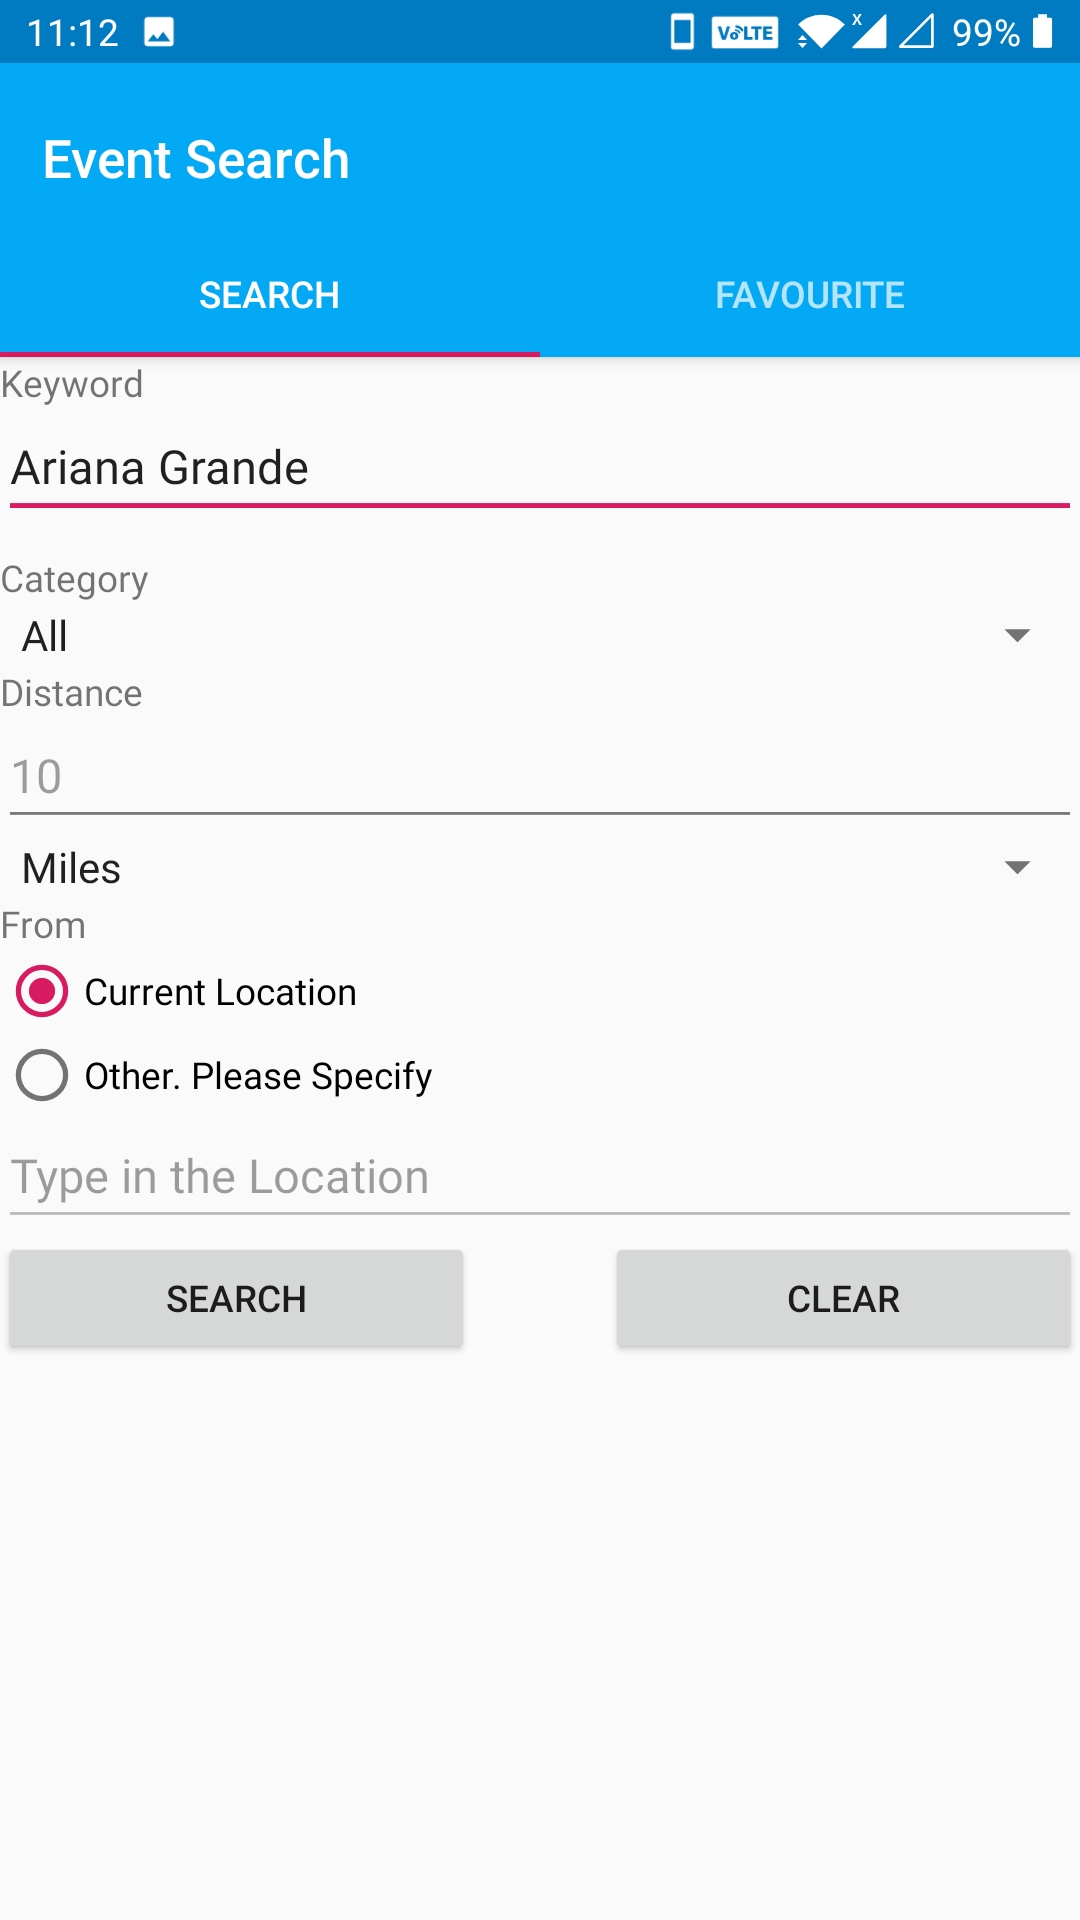 11:12 VoLTE x 99%
Event Search
SEARCH FAVOURITE
Keyword
Ariana Grande
Category
All
Distance
10
Miles
From
Current Location
Other. Please Specify
Type in the Location
SEARCH CLEAR